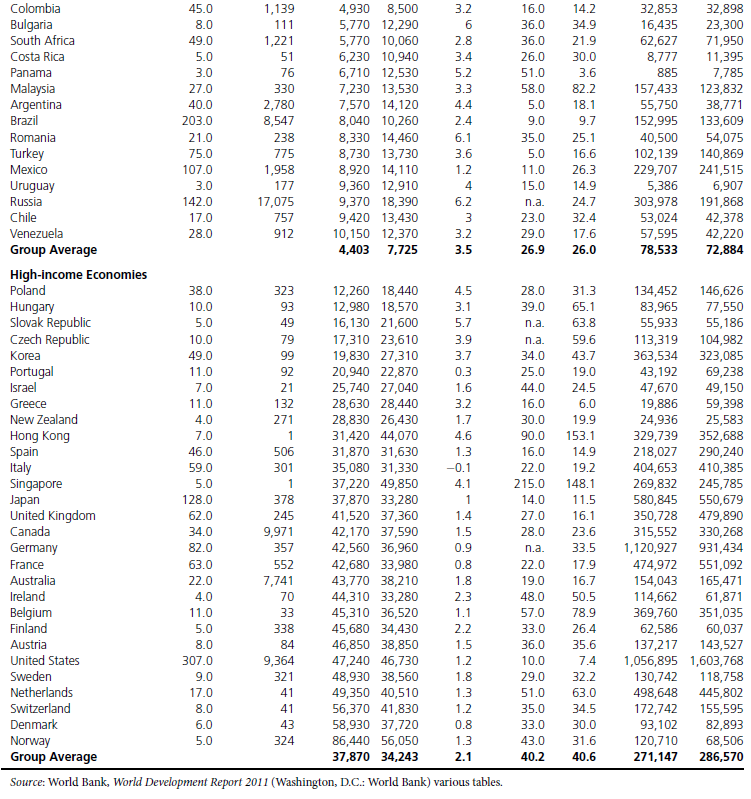 Colombia 45.0 1,139 4,930 8,500 3.2 16.0 14.2 32,853 32,898
Bulgaria 8.0 111 5,770 12,290 6 36.0 34.9 16,435 23,300
South Africa 49.0 1,221 5,770 10,060 2.8 36.0 21.9 62,627 71,950
Costa Rica 5.0 51 6,230 10,940 3.4 26.0 30.0 8,777 11,395
Panama 3.0 76 6,710 12,530 5.2 51.0 3.6 885 7,785
Malaysia 27.0 330 7,230 13,530 3.3 58.0 82.2 157,433 123,832
Argentina 40.0 2,780 7,570 14,120 4.4 5.0 18.1 55,750 38,771
Brazil 203.0 8,547 8,040 10,260 2.4 9.0 9.7 152,995 133,609
Romania 21.0 238 8,330 14,460 6.1 35.0 25.1 40,500 54,075
Turkey 75.0 775 8,730 13,730 3.6 5.0 16.6 102,139 140,869
Mexico 107.0 1,958 8,920 14,110 1.2 11.0 26.3 229,707 241,515
Uruguay 3.0 177 9,360 12,910 4 15.0 14.9 5,386 6,907
Russia 142.0 17,075 9,370 18,390 6.2 n.a. 24.7 303,978 191,868
Chile 17.0 757 9,420 13,430 3 23.0 32.4 53,024 42,378
Venezuela 28.0 912 10,150 12,370 3.2 29.0 17.6 57,595 42,220
Group Average 4,403 7,725 3.5 26.9 26.0 78,533 72,884
High-income Economies
Poland 38.0 323 12,260 18,440 4.5 28.0 31.3 134,452 146,626
Hungary 10.0 93 12,980 18,570 3.1 39.0 65.1 83,965 77,550
Slovak Republic 5.0 49 16,130 21,600 5.7 n.a. 63.8 55,933 55,186
Czech Republic 10.0 79 17,310 23,610 3.9 n.a. 59.6 113,319 104,982
Korea 49.0 99 19,830 27,310 3.7 34.0 43.7 363,534 323,085
Portugal 11.0 92 20,940 22,870 0.3 25.0 19.0 43,192 69,238
Israel 7.0 21 25,740 27,040 1.6 44.0 24.5 47,670 49,150
Greece 11.0 132 28,630 28,440 3.2 16.0 6.0 19,886 59,398
New Zealand 4.0 271 28,830 26,430 1.7 30.0 19.9 24,936 25,583
Hong Kong 7.0 1 31,420 44,070 4.6 90.0 153.1 329,739 352,688
Spain 46.0 506 31,870 31,630 1.3 16.0 14.9 218,027 290,240
Italy 59.0 301 35,080 31,330 −0.1 22.0 19.2 404,653 410,385
Singapore 5.0 1 37,220 49,850 4.1 215.0 148.1 269,832 245,785
Japan 128.0 378 37,870 33,280 1 14.0 11.5 580,845 550,679
United Kingdom 62.0 245 41,520 37,360 1.4 27.0 16.1 350,728 479,890
Canada 34.0 9,971 42,170 37,590 1.5 28.0 23.6 315,552 330,268
Germany 82.0 357 42,560 36,960 0.9 n.a. 33.5 1,120,927 931,434
France 63.0 552 42,680 33,980 0.8 22.0 17.9 474,972 551,092
Australia 22.0 7,741 43,770 38,210 1.8 19.0 16.7 154,043 165,471
Ireland 4.0 70 44,310 33,280 2.3 48.0 50.5 114,662 61,871
Belgium 11.0 33 45,310 36,520 1.1 57.0 78.9 369,760 351,035
Finland 5.0 338 45,680 34,430 2.2 33.0 26.4 62,586 60,037
Austria 8.0 84 46,850 38,850 1.5 36.0 35.6 137,217 143,527
United States 307.0 9,364 47,240 46,730 1.2 10.0 7.4 1,056,895 1,603,768
Sweden 9.0 321 48,930 38,560 1.8 29.0 32.2 130,742 118,758
Netherlands 17.0 41 49,350 40,510 1.3 51.0 63.0 498,648 445,802
Switzerland 8.0 41 56,370 41,830 1.2 35.0 34.5 172,742 155,595
Denmark 6.0 43 58,930 37,720 0.8 33.0 30.0 93,102 82,893
Norway 5.0 324 86,440 56,050 1.3 43.0 31.6 120,710 68,506
Group Average 37,870 34,243 2.1 40.2 40.6 271,147 286,570
Source: World Bank, World Development Report 2011 (Washington, D.C.: World Bank) various tables.